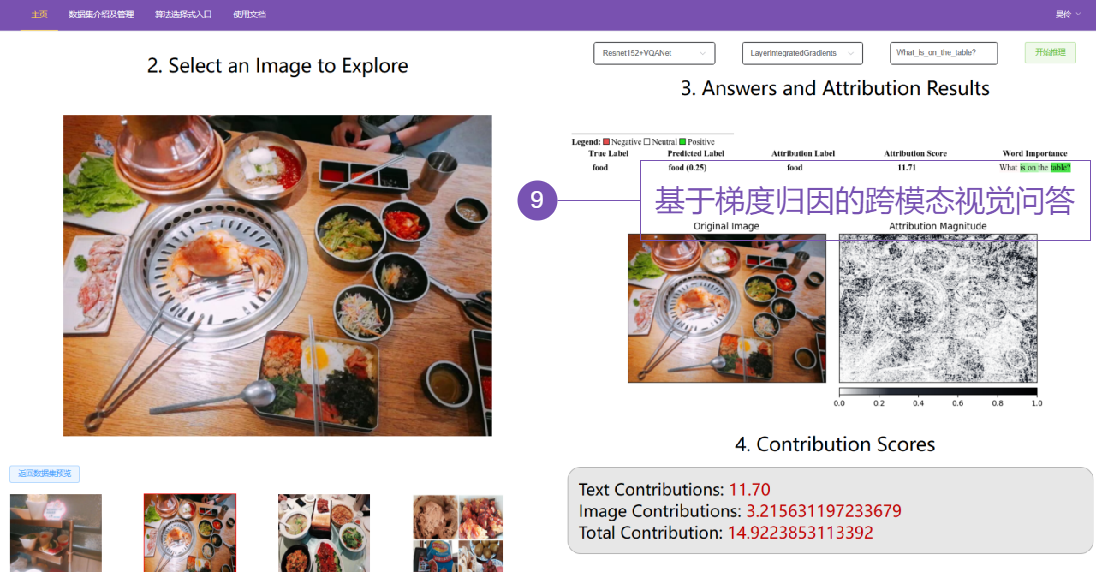 主页 数据集介绍及管理 算法选择式入口 使用文档
2. Select an Image to Explore
Resnet152+VQANet LayerIntegratedGradients What_is_on_the_table? 开始推理
3. Answers and Attribution Results
Legend: Negative Neutral Positive
True Label Predicted Label Attribution Label Attribution Score Word Importance
food food (0.25) food 11.71 What is on the table?
9 基于梯度归因的跨模态视觉问答
Original Image Attribution Magnitude
0.0 0.2 0.4 0.6 0.8 1.0
4. Contribution Scores
返回数据集预览
Text Contributions: 11.70
Image Contributions: 3.215631197233679
Total Contribution: 14.9223853113392